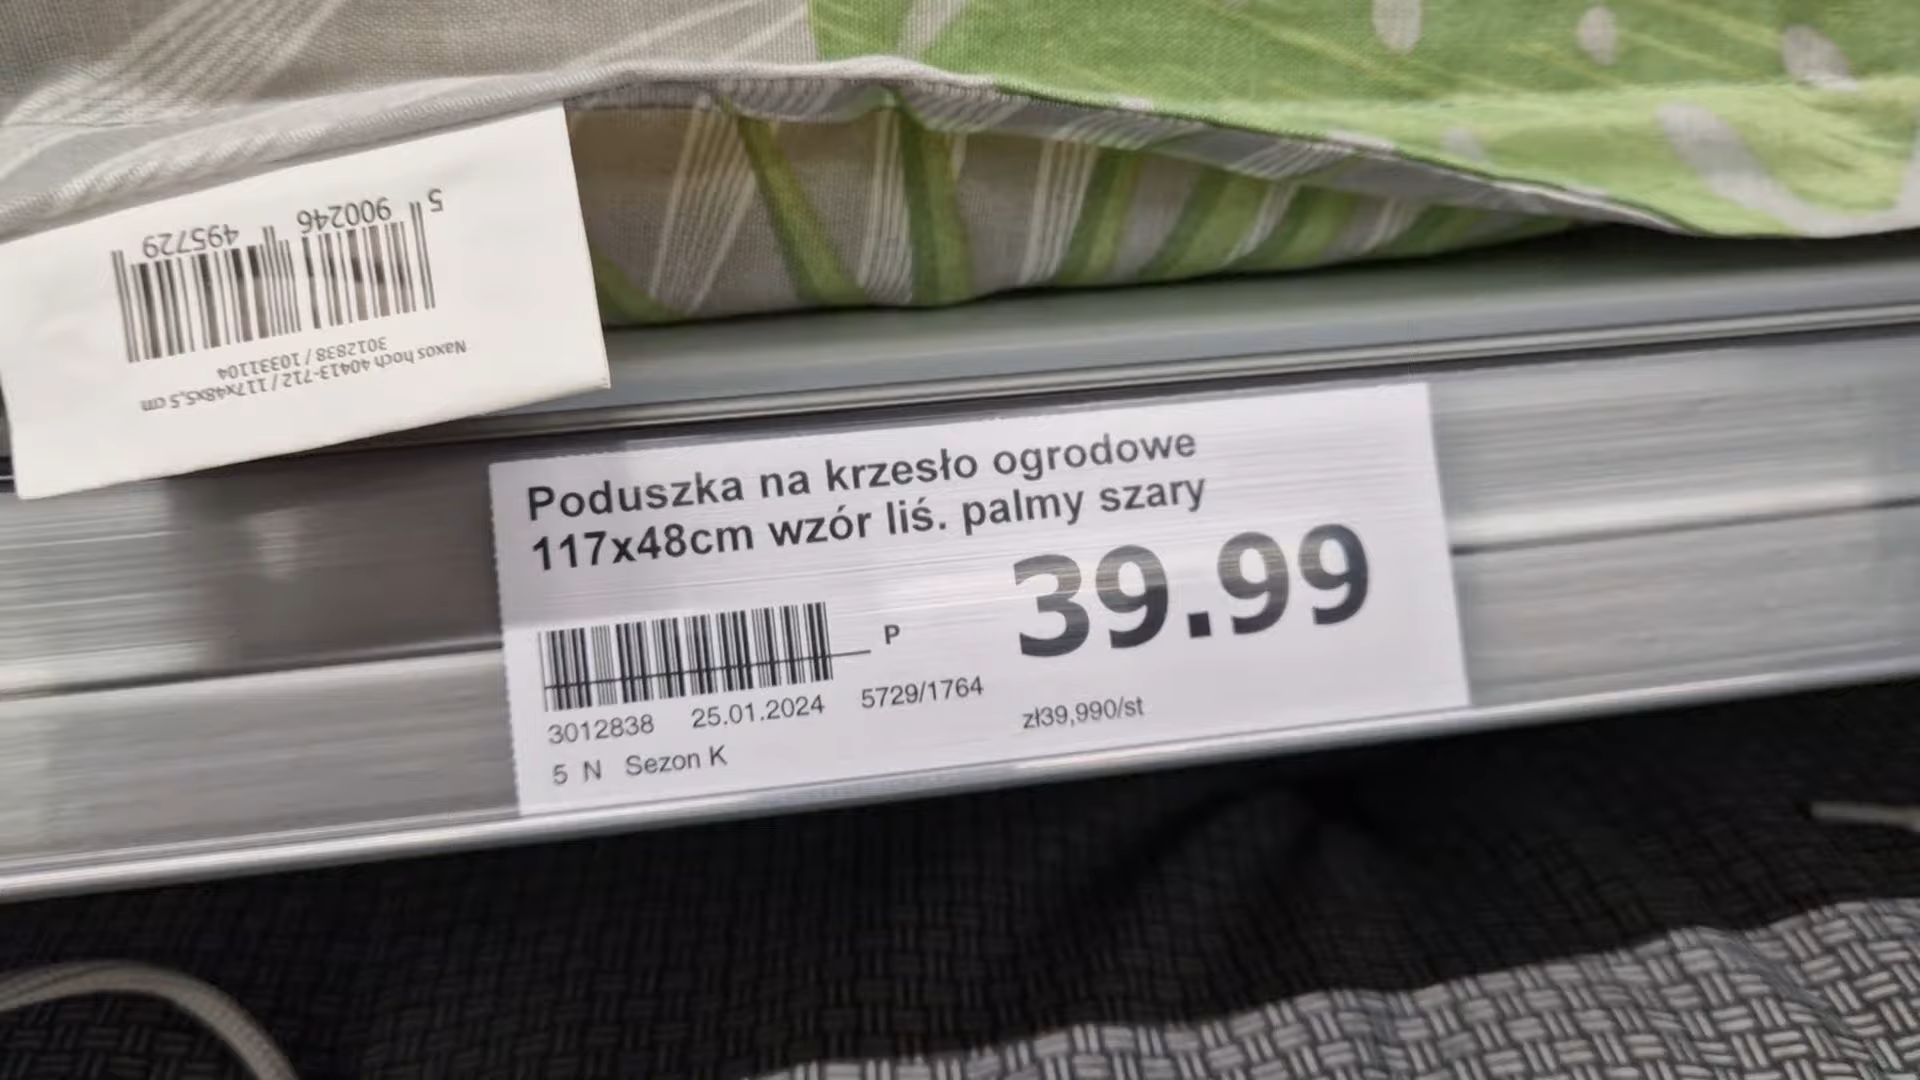 5 900246 495729
3012838 / 10331104
Naxos hoch 40413-712 / 117x48x5,5 cm
Poduszka na krzesło ogrodowe
117x48cm wzór liś. palmy szary
39.99
P
3012838 25.01.2024 5729/1764
zł39,990/st
5 N Sezon K